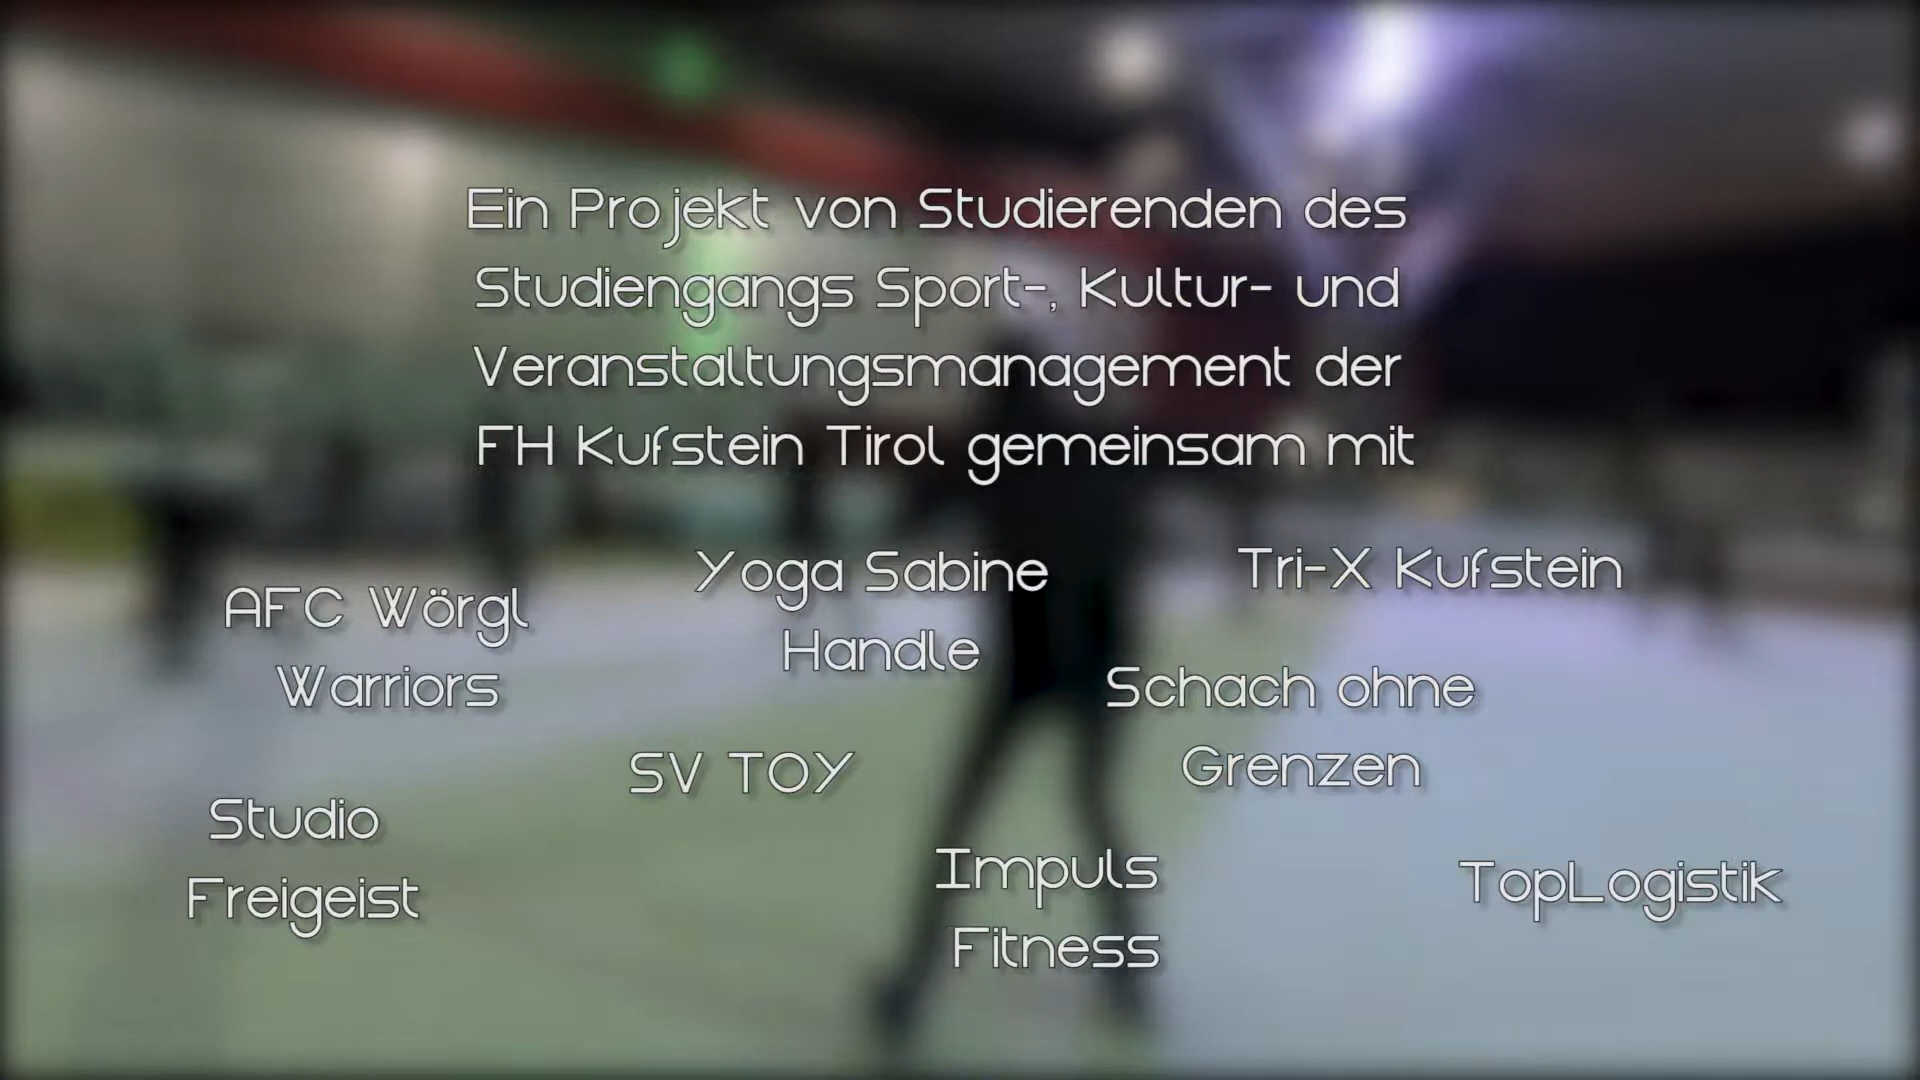 Ein Projekt von Studierenden des
Studiengangs Sport-, Kultur- und
Veranstaltungsmanagement der
FH Kufstein Tirol gemeinsam mit
AFC Wörgl
Warriors
Yoga Sabine
Handle
Tri-X Kufstein
Schach ohne
Grenzen
SV TOY
Studio
Freigeist
Impuls
Fitness
TopLogistik